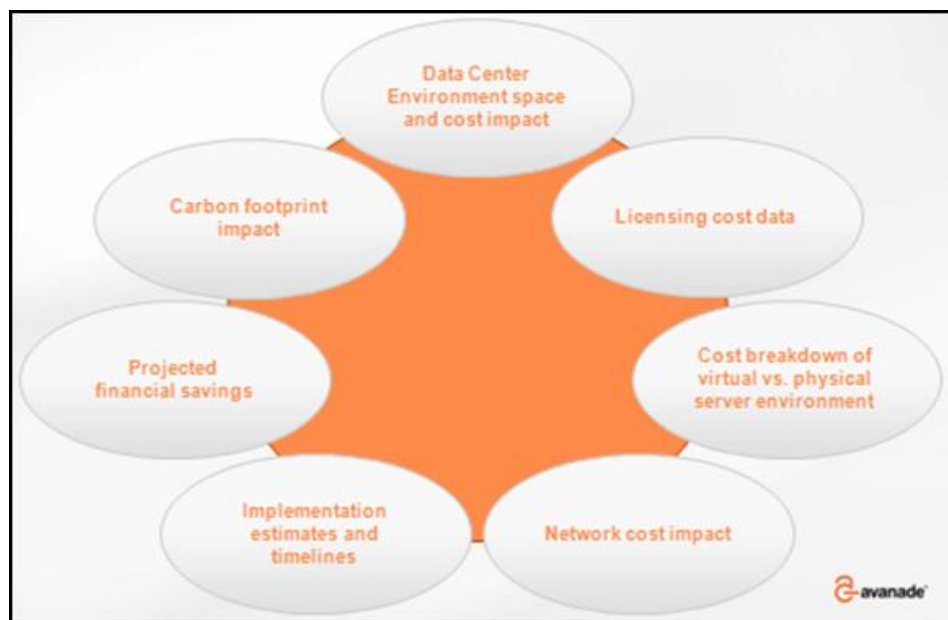 Data Center
Environment space
and cost impact
Carbon footprint
impact
Licensing cost data
Projected
financial savings
Cost breakdown of
virtual vs. physical
server environment
Implementation
estimates and
timelines
Network cost impact
avanade®